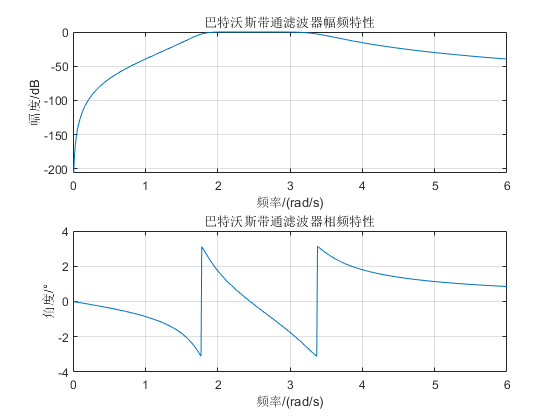 巴特沃斯带通滤波器幅频特性
0
-50
-100
-150
-200
幅度/dB
0 1 2 3 4 5 6
频率/(rad/s)
巴特沃斯带通滤波器相频特性
4
2
0
-2
-4
角度/°
0 1 2 3 4 5 6
频率/(rad/s)